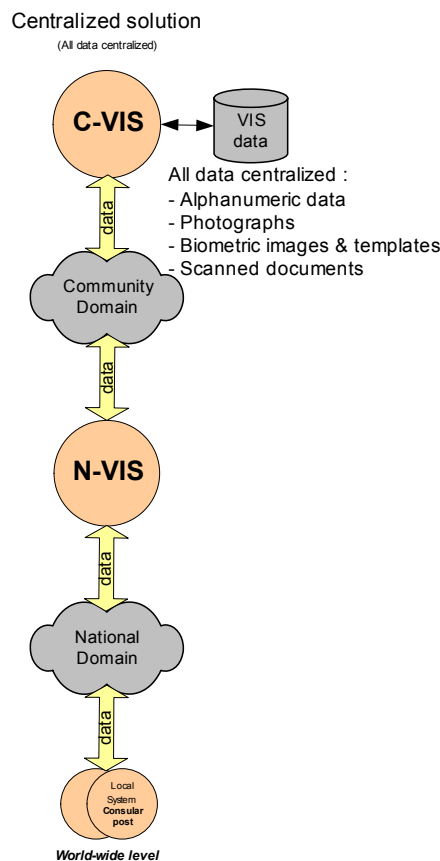 Centralized solution
(All data centralized)
C-VIS
VIS
data
All data centralized :
- Alphanumeric data
- Photographs
- Biometric images & templates
- Scanned documents
data
Community
Domain
data
N-VIS
data
National
Domain
data
Local
System
Consular
post
World-wide level